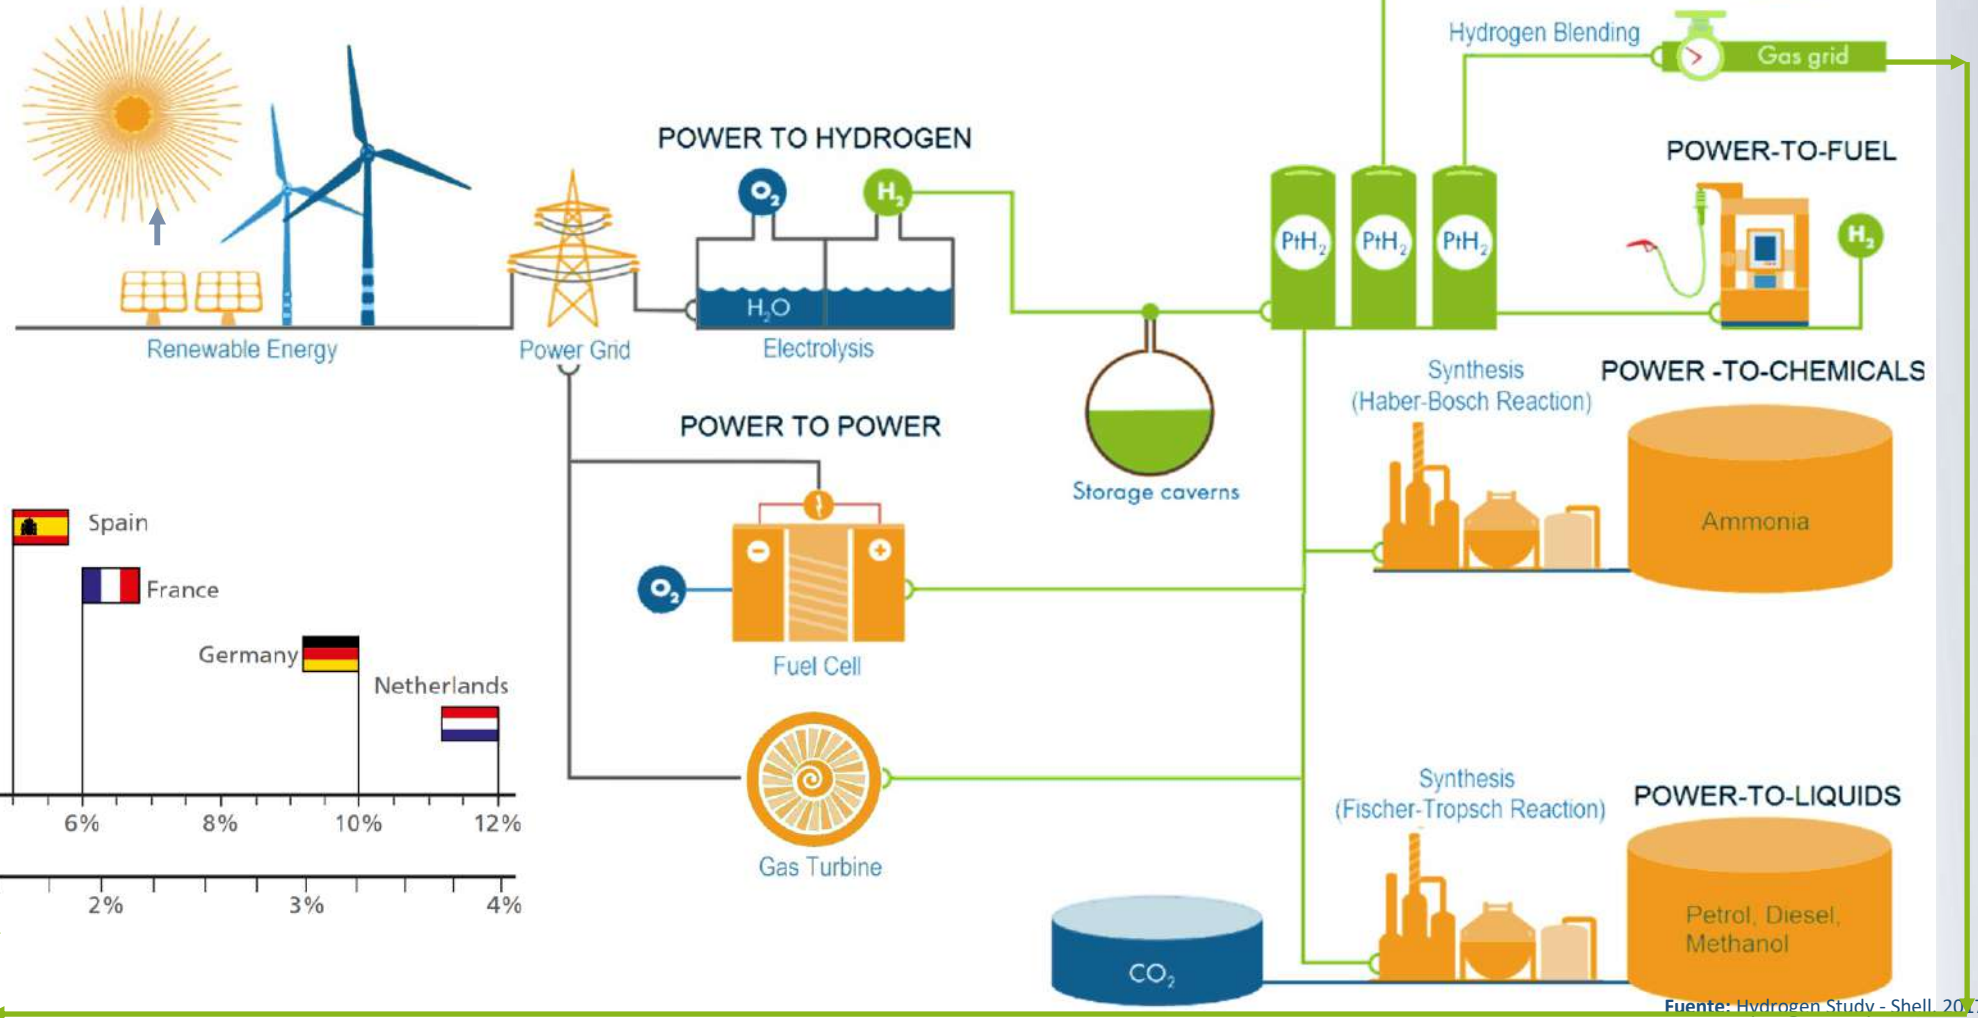 Hydrogen Blending
Gas grid
POWER TO HYDROGEN
POWER-TO-FUEL
O₂
H₂
PtH₂
PtH₂
PtH₂
H₂
H₂O
Renewable Energy
Power Grid
Electrolysis
Synthesis
(Haber-Bosch Reaction)
POWER -TO-CHEMICALS
POWER TO POWER
Storage caverns
Ammonia
Spain
France
Germany
Netherlands
O₂
Fuel Cell
6%
8%
10%
12%
2%
3%
4%
Gas Turbine
Synthesis
(Fischer-Tropsch Reaction)
POWER-TO-LIQUIDS
Petrol, Diesel,
Methanol
CO₂
Fuente: Hydrogen Study - Shell.